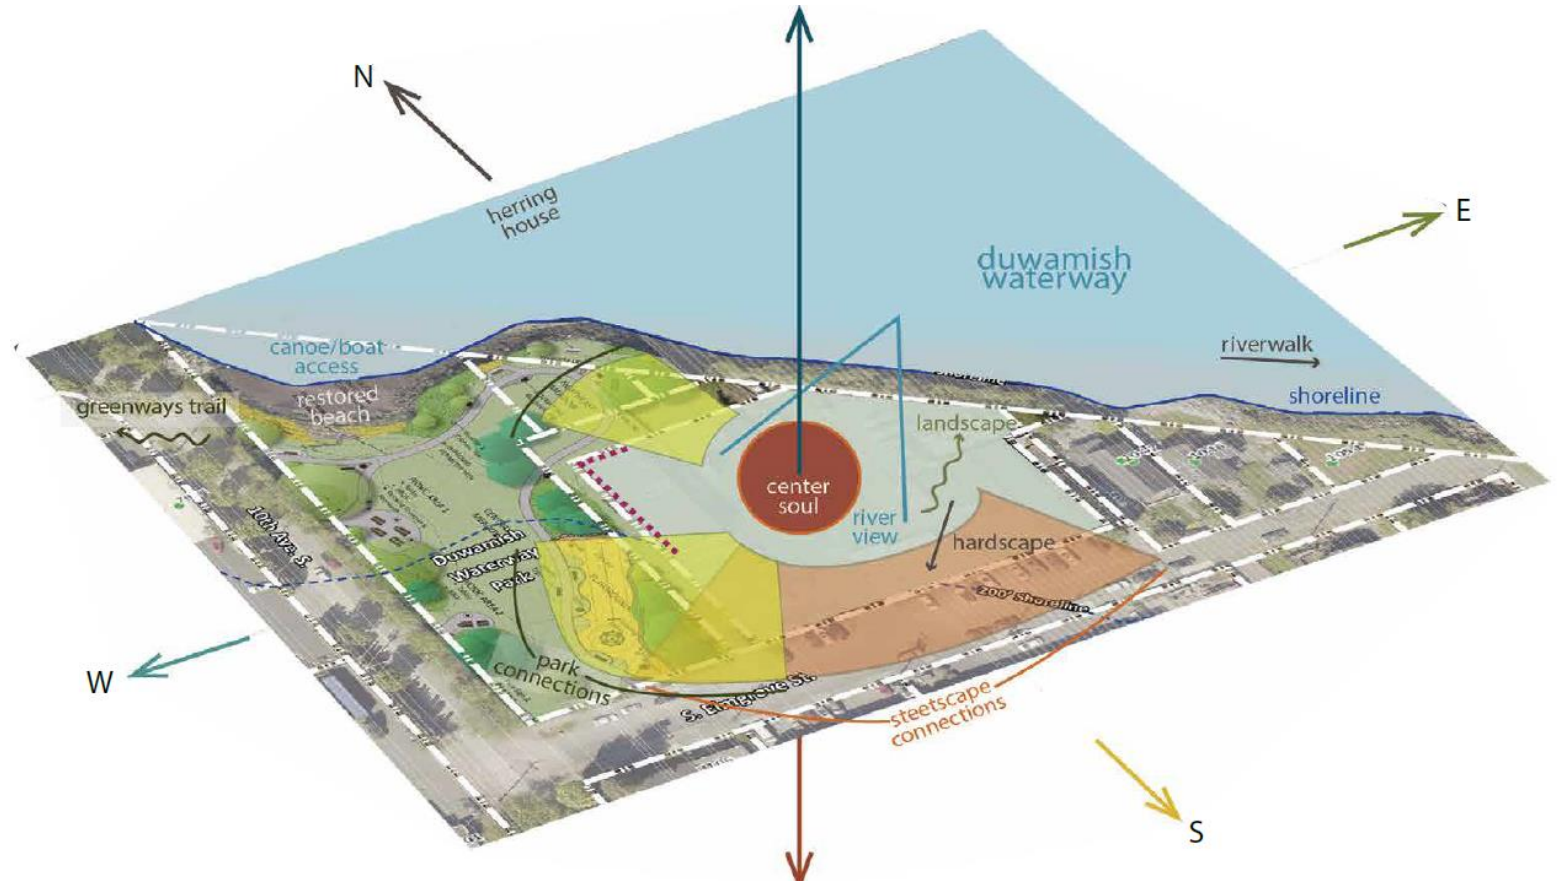 N
herring
house
E
duwamish
waterway
riverwalk
canoe/boat
access
restored
beach
shoreline
shoreline
greenways trail
landscape
center
soul
river
view
hardscape
10th Ave. S.
Duwamish
Waterway
Park
200' Shoreline
park
connections
W
S. Elmgrove St.
steetscape
connections
S